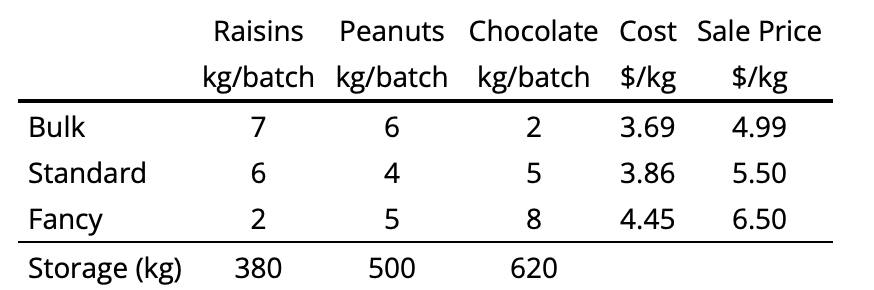 Raisins Peanuts Chocolate Cost Sale Price
kg/batch kg/batch kg/batch $/kg $/kg
Bulk 7 6 2 3.69 4.99
Standard 6 4 5 3.86 5.50
Fancy 2 5 8 4.45 6.50
Storage (kg) 380 500 620